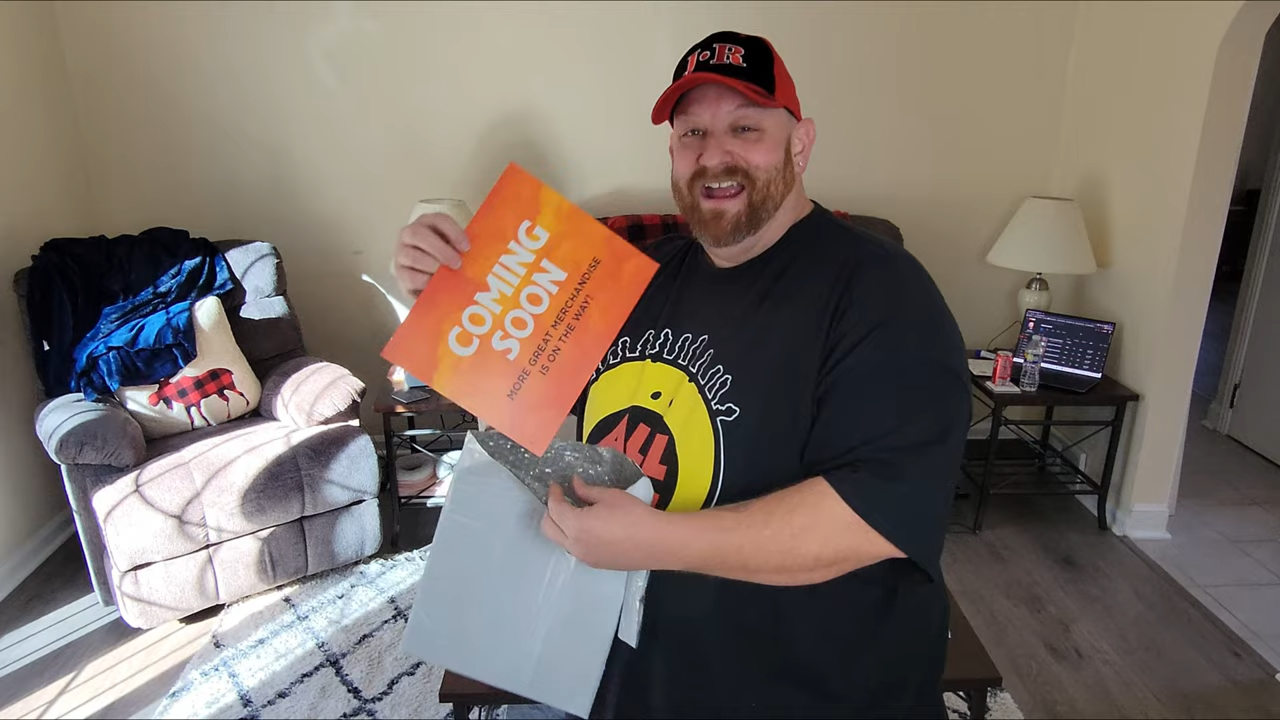 J•R
COMING
SOON
MORE GREAT MERCHANDISE
IS ON THE WAY!
ALL